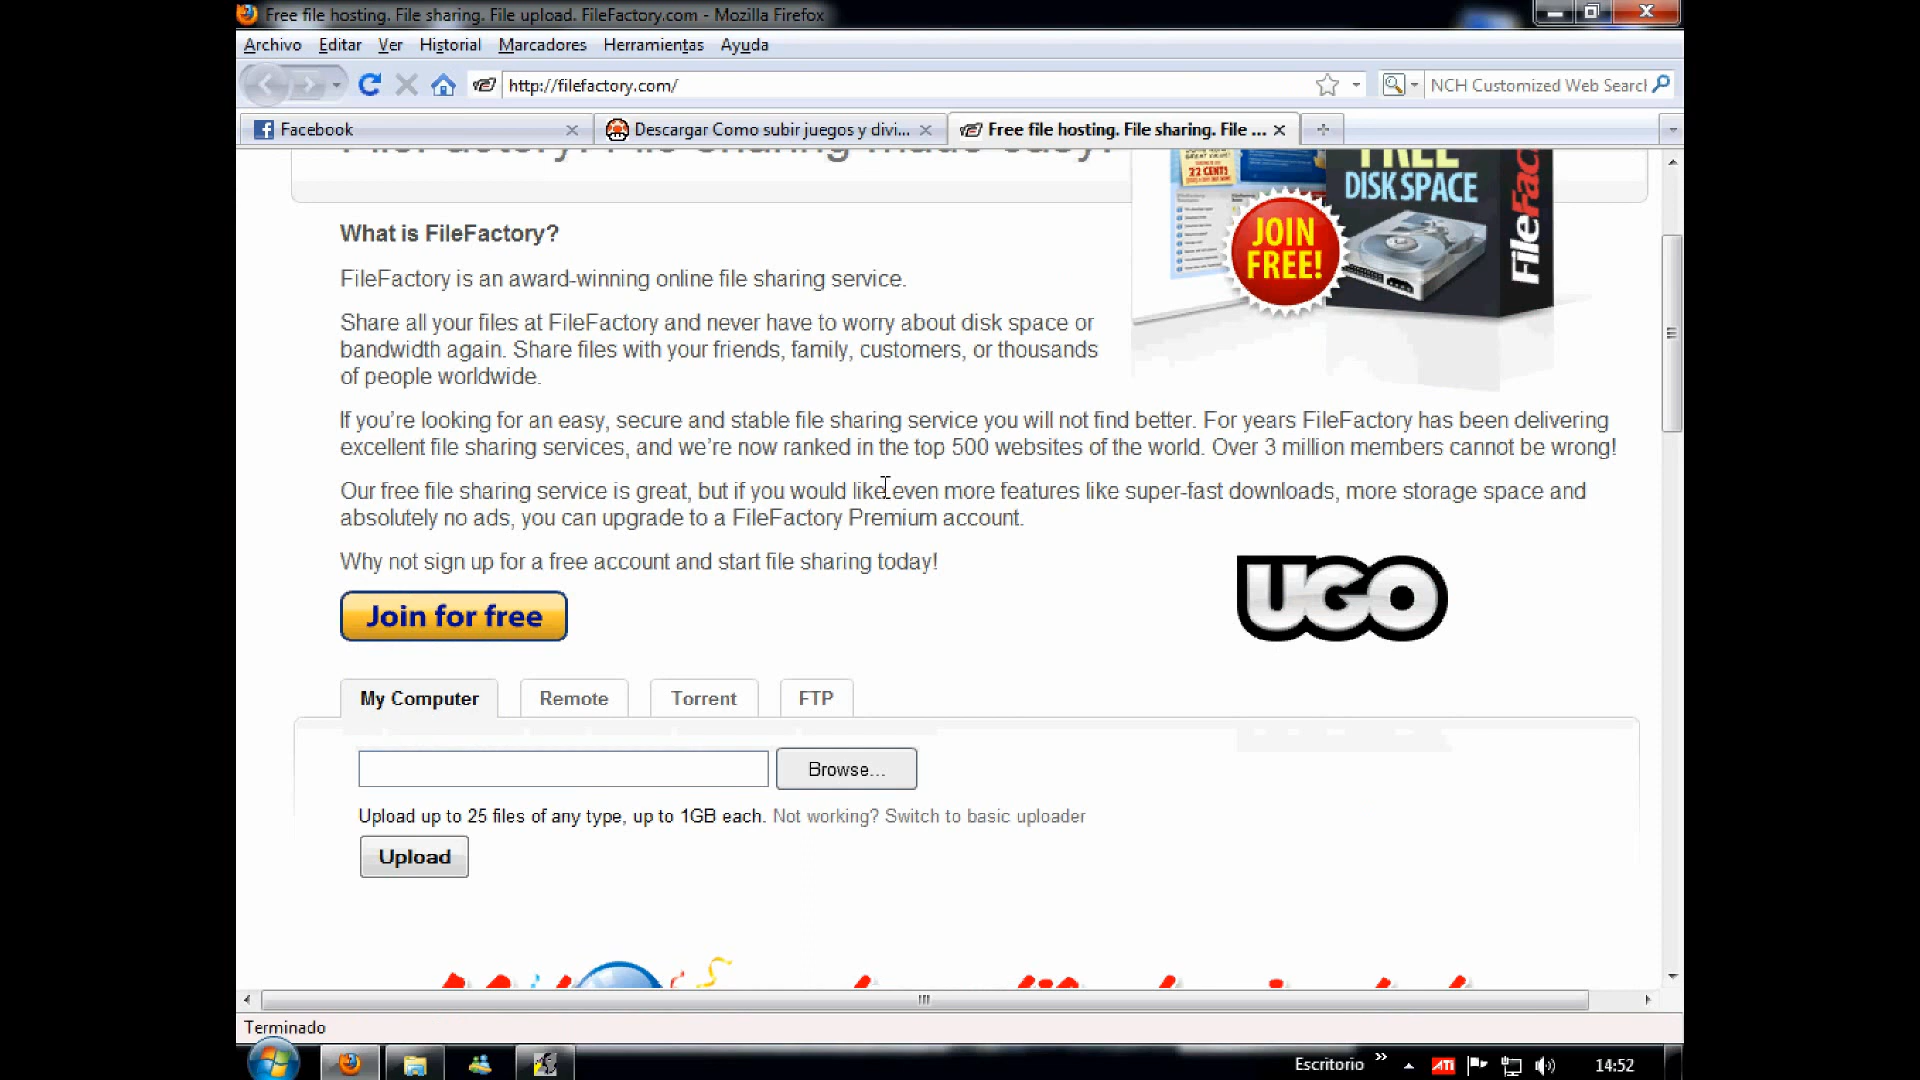 Free file hosting. File sharing. File upload. FileFactory.com - Mozilla Firefox
Archivo Editar Ver Historial Marcadores Herramientas Ayuda
http://filefactory.com/
NCH Customized Web Searcl
Facebook
Descargar Como subir juegos y divi...
Free file hosting. File sharing. File ...
FileFactory. File sharing made easy.
22 CENTS
FREE
DISK SPACE
FileFac
JOIN
FREE!
What is FileFactory?
FileFactory is an award-winning online file sharing service.
Share all your files at FileFactory and never have to worry about disk space or
bandwidth again. Share files with your friends, family, customers, or thousands
of people worldwide.
If you’re looking for an easy, secure and stable file sharing service you will not find better. For years FileFactory has been delivering
excellent file sharing services, and we’re now ranked in the top 500 websites of the world. Over 3 million members cannot be wrong!
Our free file sharing service is great, but if you would like even more features like super-fast downloads, more storage space and
absolutely no ads, you can upgrade to a FileFactory Premium account.
Why not sign up for a free account and start file sharing today!
UGO
Join for free
My Computer Remote Torrent FTP
Browse...
Upload up to 25 files of any type, up to 1GB each. Not working? Switch to basic uploader
Upload
Terminado
Escritorio
ATI
14:52